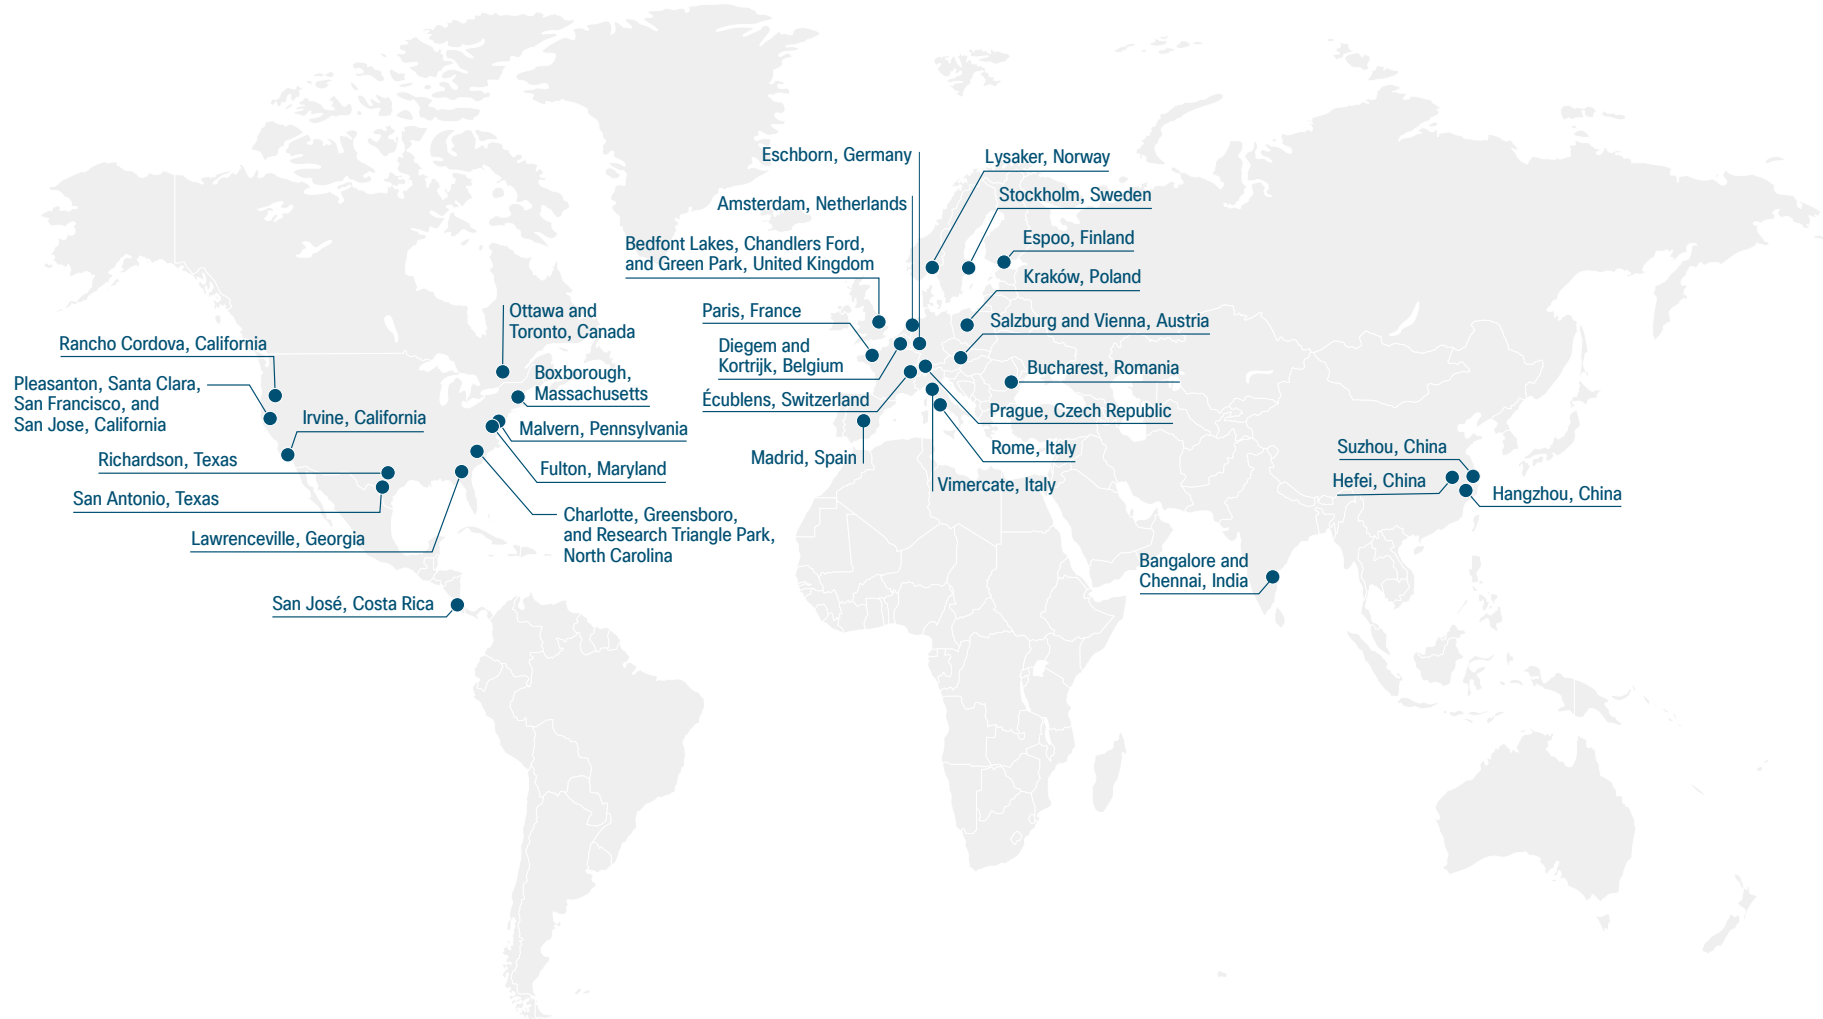 Eschborn, Germany
Lysaker, Norway
Amsterdam, Netherlands
Stockholm, Sweden
Bedfont Lakes, Chandlers Ford,
and Green Park, United Kingdom
Espoo, Finland
Kraków, Poland
Paris, France
Salzburg and Vienna, Austria
Diegem and
Kortrijk, Belgium
Bucharest, Romania
Écublens, Switzerland
Prague, Czech Republic
Madrid, Spain
Rome, Italy
Vimercate, Italy
Ottawa and
Toronto, Canada
Rancho Cordova, California
Pleasanton, Santa Clara,
San Francisco, and
San Jose, California
Irvine, California
Boxborough,
Massachusetts
Malvern, Pennsylvania
Richardson, Texas
Fulton, Maryland
San Antonio, Texas
Lawrenceville, Georgia
Charlotte, Greensboro,
and Research Triangle Park,
North Carolina
San José, Costa Rica
Suzhou, China
Hefei, China
Hangzhou, China
Bangalore and
Chennai, India